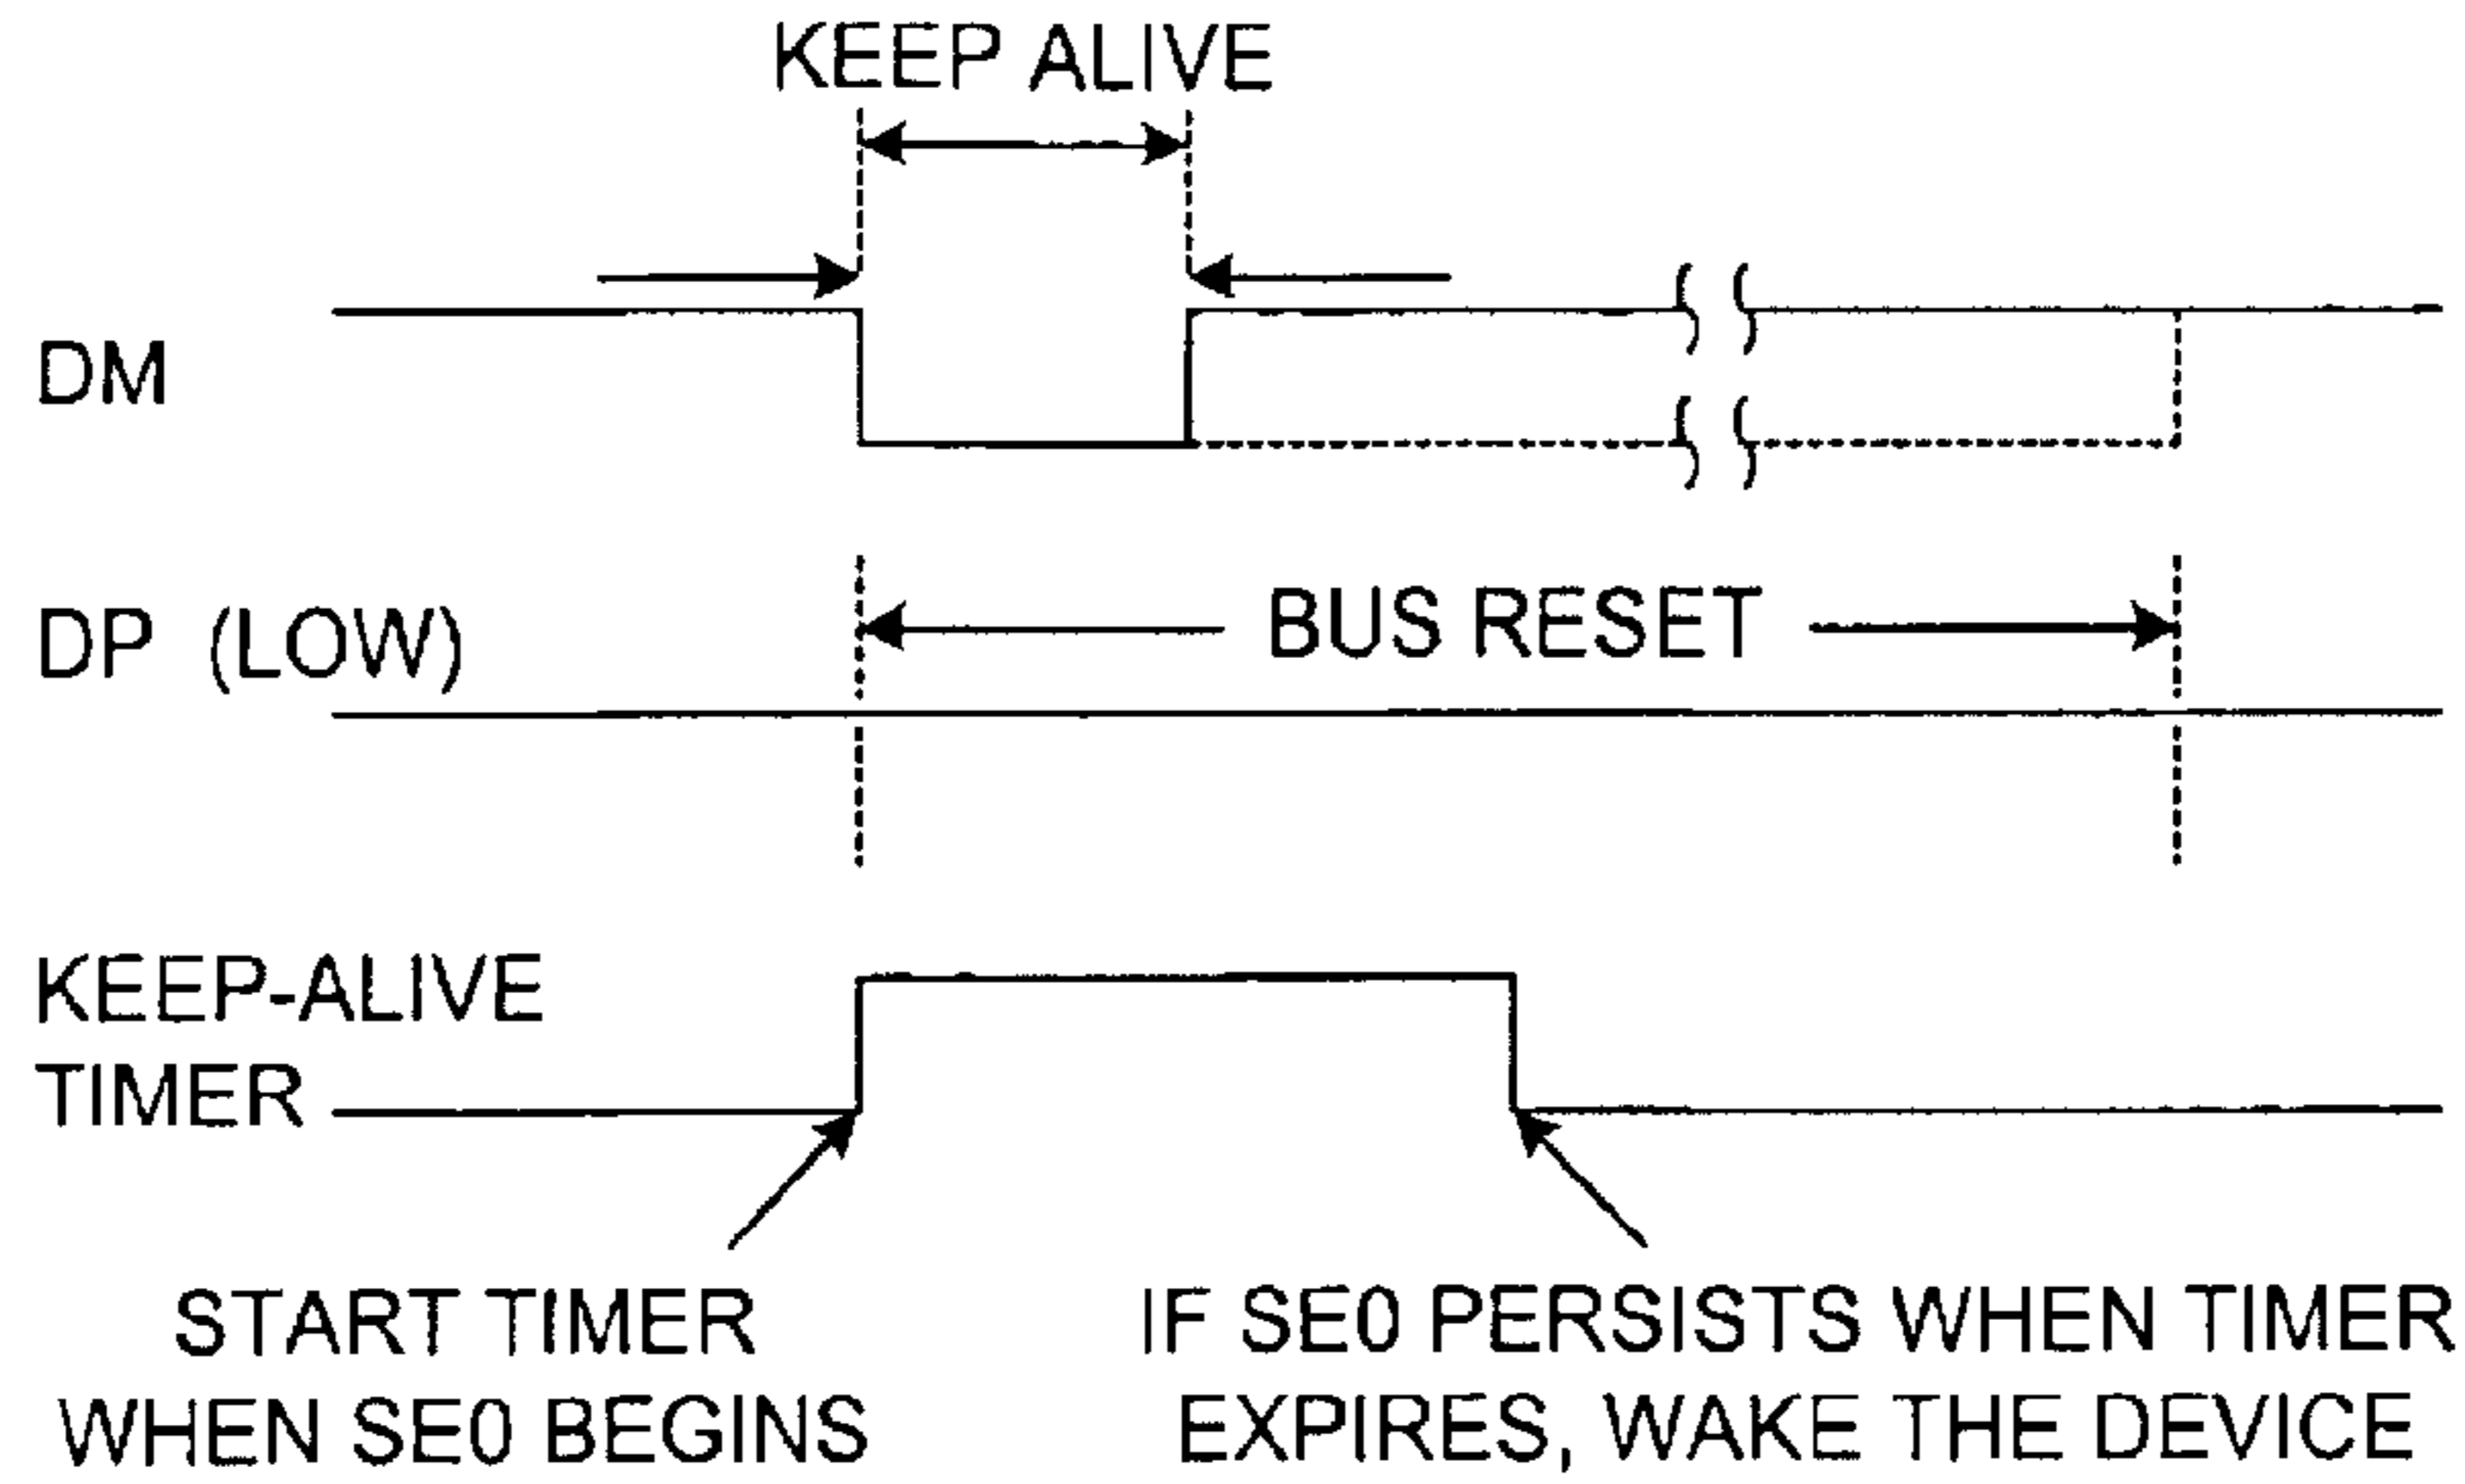 KEEP ALIVE
DM
DP (LOW)
BUS RESET
KEEP-ALIVE
TIMER
START TIMER
WHEN SE0 BEGINS
IF SE0 PERSISTS WHEN TIMER
EXPIRES, WAKE THE DEVICE